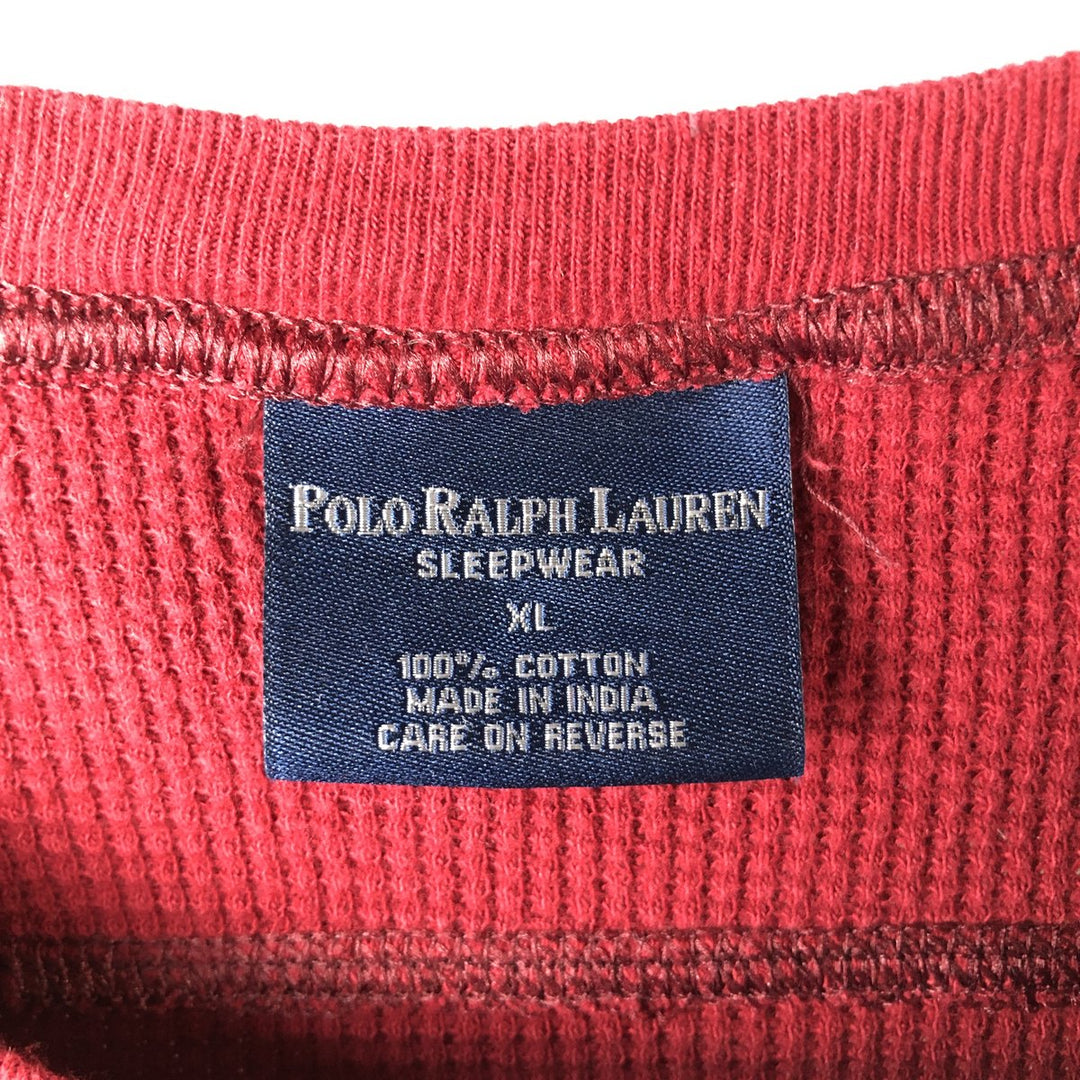 POLO RALPH LAUREN
SLEEPWEAR
XL
100% COTTON
MADE IN INDIA
CARE ON REVERSE